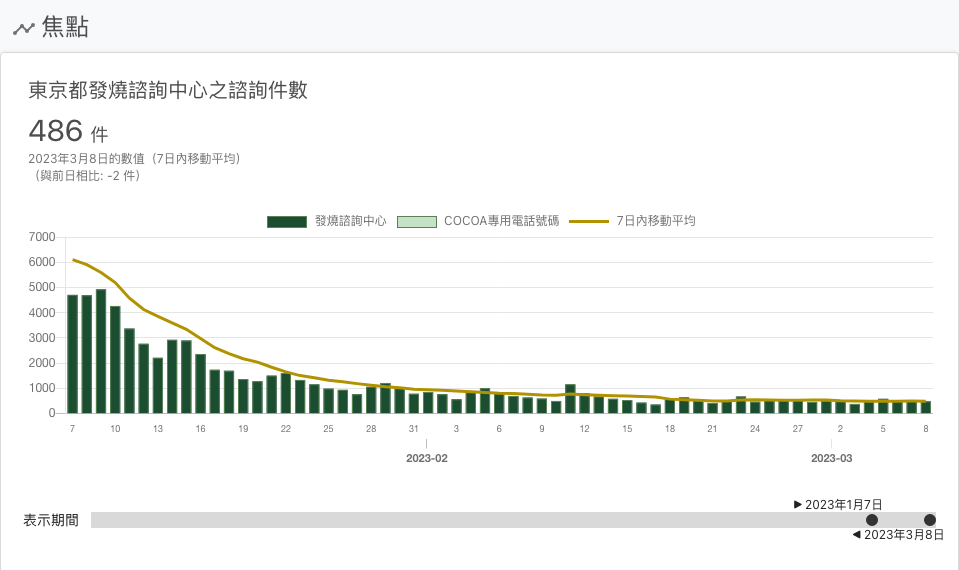 焦點
東京都發燒諮詢中心之諮詢件數
486 件
2023年3月8日的數值（7日內移動平均）
（與前日相比: -2 件）
發燒諮詢中心 COCOA專用電話號碼 7日內移動平均
7000
6000
5000
4000
3000
2000
1000
0
7 10 13 16 19 22 25 28 31 3 6 9 12 15 18 21 24 27 2 5 8
2023-02 2023-03
▶ 2023年1月7日
表示期間
◀ 2023年3月8日